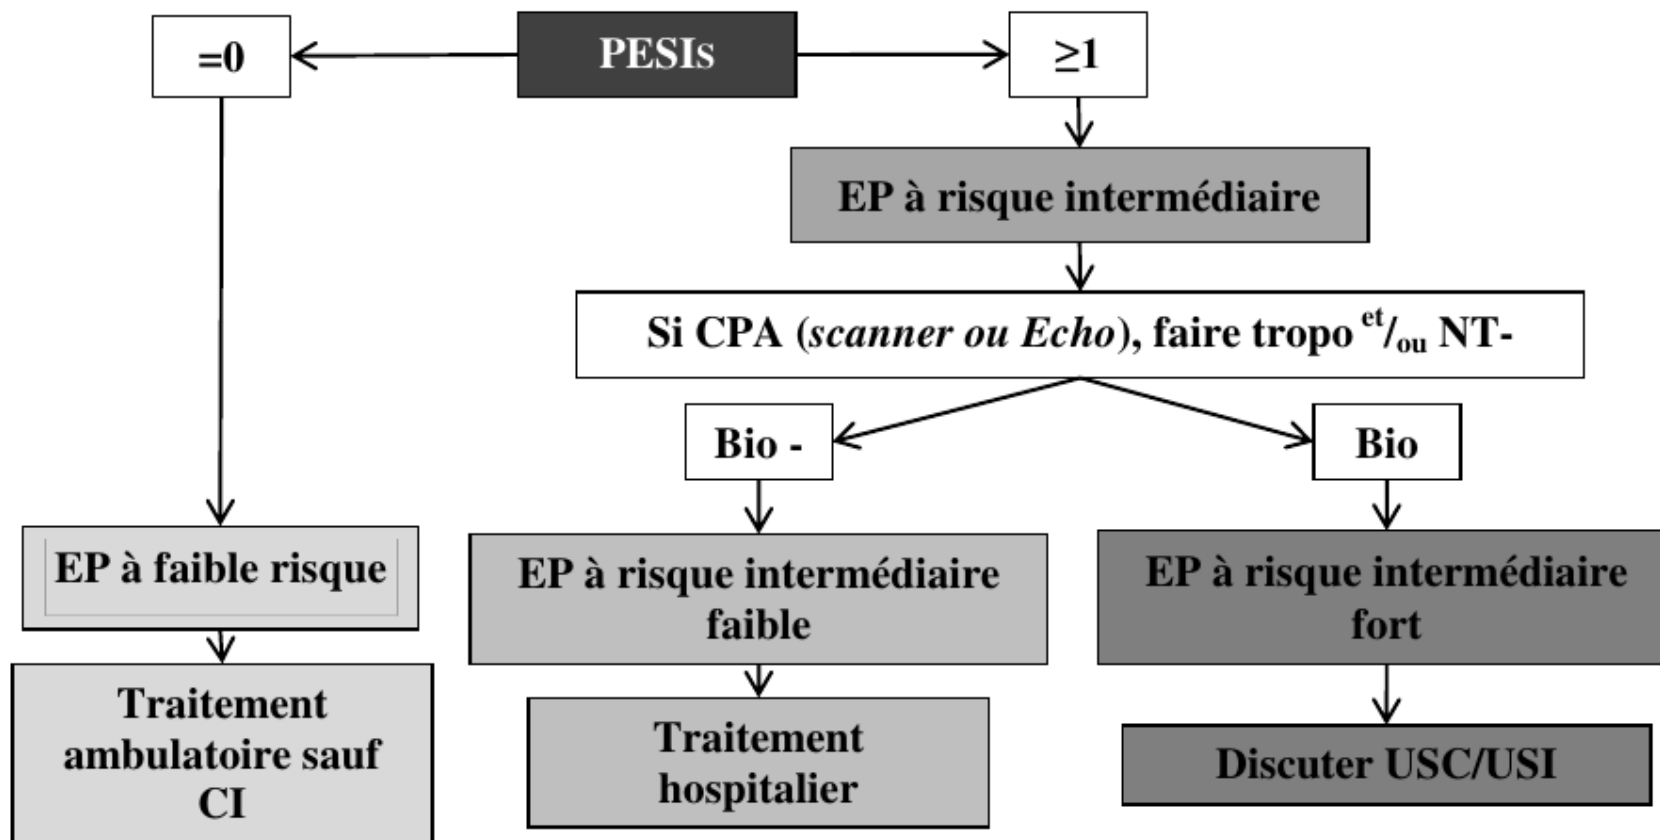 =0
PESIs
≥1
EP à risque intermédiaire
Si CPA (scanner ou Echo), faire tropo et/ou NT-
Bio -
Bio
EP à faible risque
EP à risque intermédiaire
faible
EP à risque intermédiaire
fort
Traitement
ambulatoire sauf
CI
Traitement
hospitalier
Discuter USC/USI